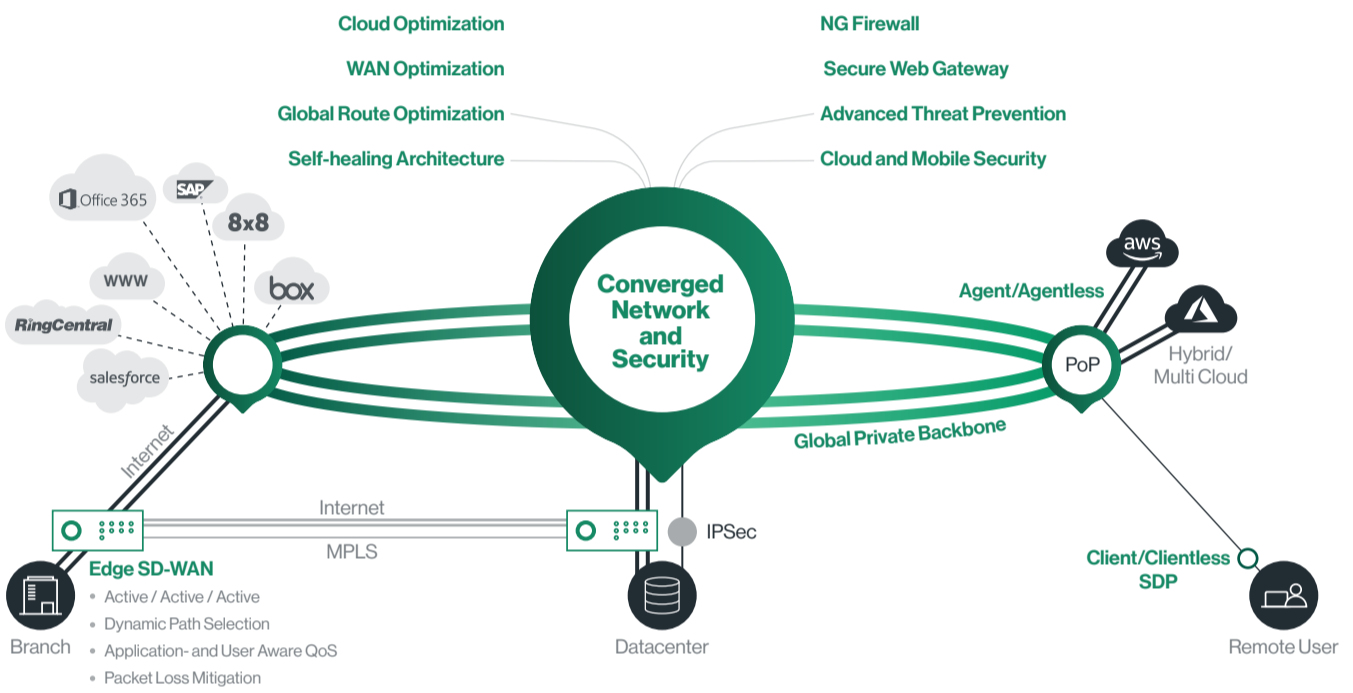 Cloud Optimization
WAN Optimization
Global Route Optimization
Self-healing Architecture
NG Firewall
Secure Web Gateway
Advanced Threat Prevention
Cloud and Mobile Security
Office 365
SAP
8x8
www
box
RingCentral
salesforce
Converged
Network
and
Security
aws
Agent/Agentless
PoP
Hybrid/
Multi Cloud
Global Private Backbone
Internet
Internet
MPLS
IPSec
Edge SD-WAN
• Active / Active / Active
• Dynamic Path Selection
• Application- and User Aware QoS
• Packet Loss Mitigation
Branch
Datacenter
Client/Clientless
SDP
Remote User